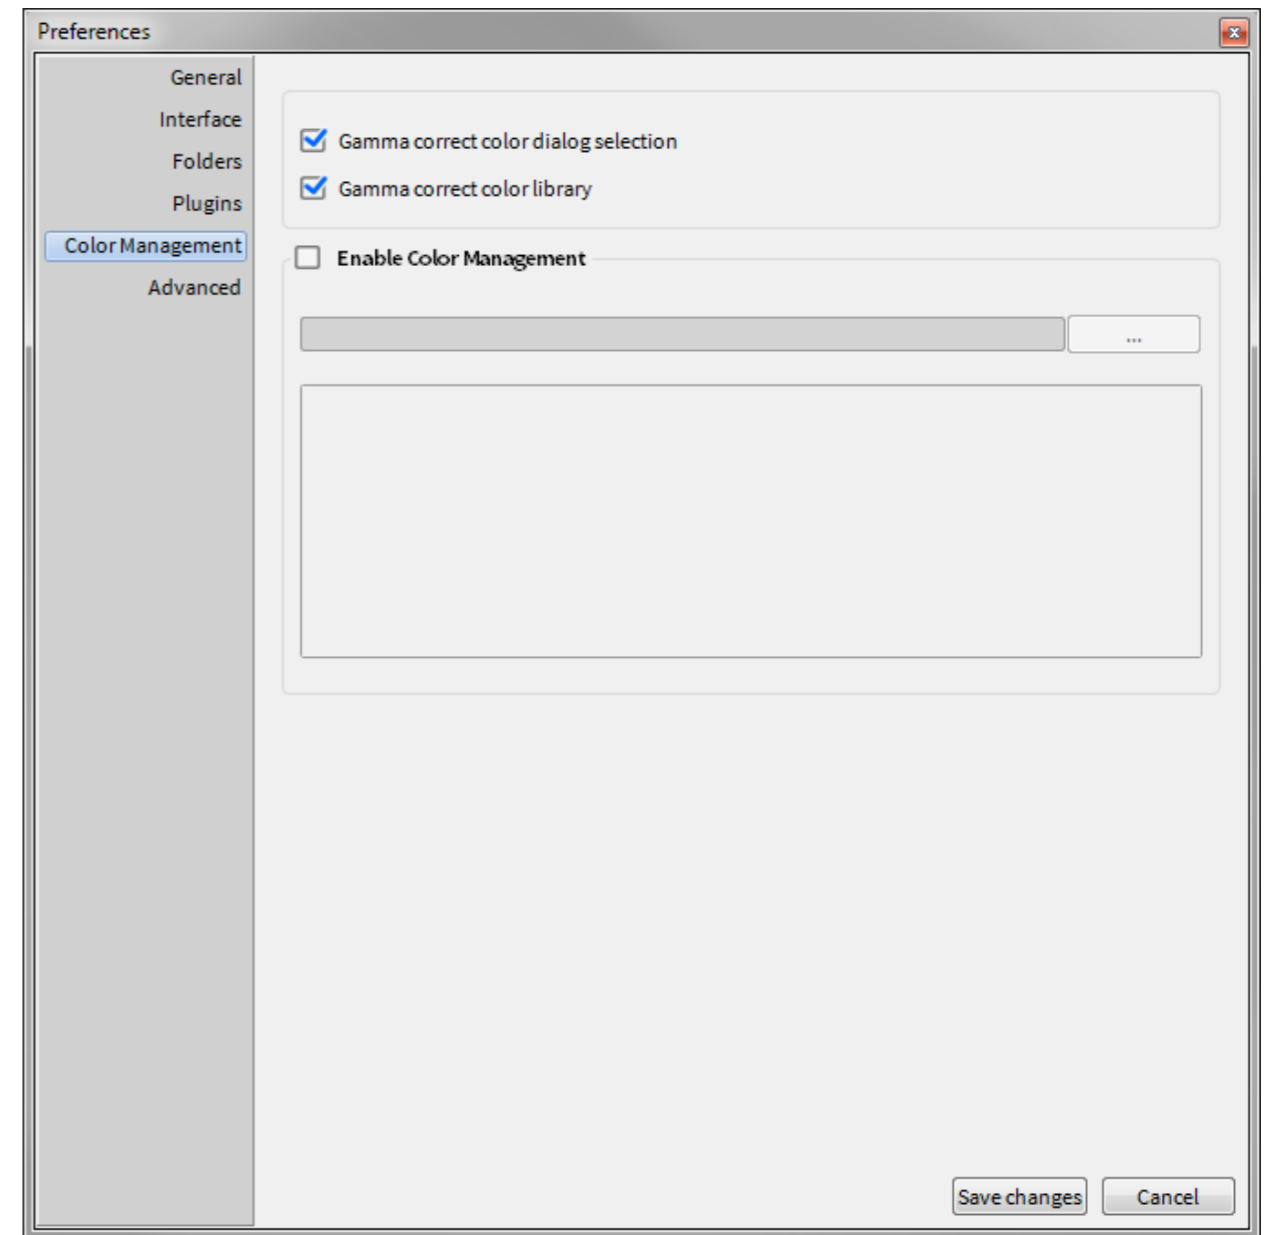 Preferences
General
Interface
Folders
Plugins
Color Management
Advanced
Gamma correct color dialog selection
Gamma correct color library
Enable Color Management
...
Save changes
Cancel